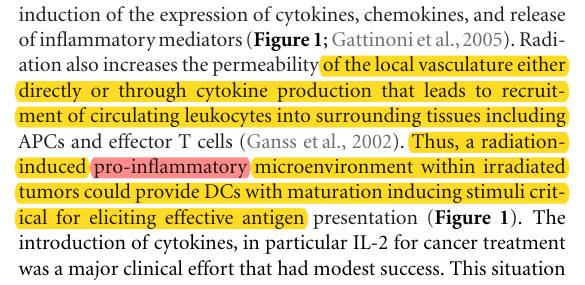 induction of the expression of cytokines, chemokines, and release
of inflammatory mediators (Figure 1; Gattinoni et al., 2005). Radi-
ation also increases the permeability of the local vasculature either
directly or through cytokine production that leads to recruit-
ment of circulating leukocytes into surrounding tissues including
APCs and effector T cells (Ganss et al., 2002). Thus, a radiation-
induced pro-inflammatory microenvironment within irradiated
tumors could provide DCs with maturation inducing stimuli crit-
ical for eliciting effective antigen presentation (Figure 1). The
introduction of cytokines, in particular IL-2 for cancer treatment
was a major clinical effort that had modest success. This situation